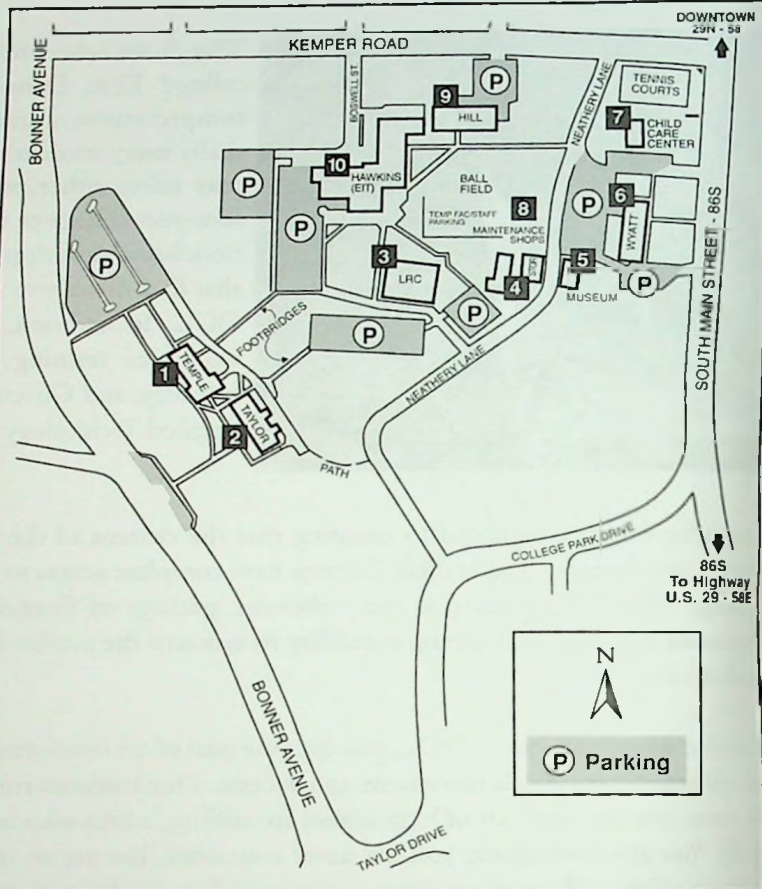 DOWNTOWN
29N - 58
KEMPER ROAD
BONNER AVENUE
BOSWELL ST.
P
NEATHERY LANE
TENNIS
COURTS
9
HILL
7
CHILD
CARE
CENTER
10
HAWKINS
(EIT)
P
BALL
FIELD
8
TEMP FAC/STAFF
PARKING
MAINTENANCE
SHOPS
P
6
WYATT
SOUTH MAIN STREET - 86S
P
P
3
LRC
4
5
MUSEUM
P
P
FOOTBRIDGES
P
NEATHERY LANE
1
TEMPLE
2
TAYLOR
PATH
COLLEGE PARK DRIVE
86S
To Highway
U.S. 29 - 58E
N
P Parking
BONNER AVENUE
TAYLOR DRIVE